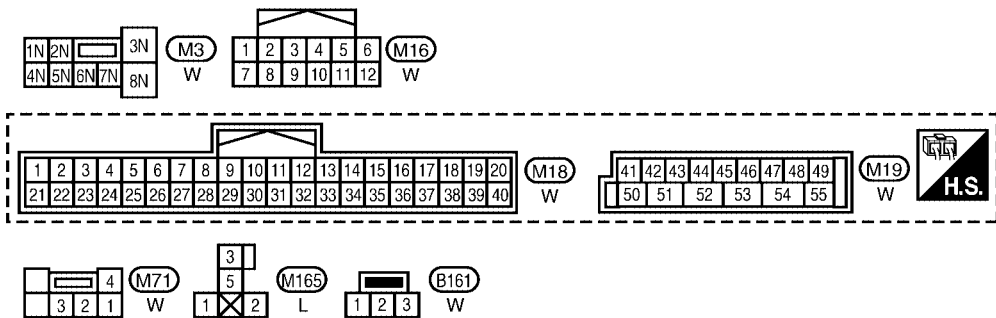 1N 2N 3N M3
4N 5N 6N 7N 8N W
1 2 3 4 5 6 M16
7 8 9 10 11 12 W
1 2 3 4 5 6 7 8 9 10 11 12 13 14 15 16 17 18 19 20 M18
21 22 23 24 25 26 27 28 29 30 31 32 33 34 35 36 37 38 39 40 W
41 42 43 44 45 46 47 48 49 M19
50 51 52 53 54 55 W
H.S.
4 M71
3 2 1 W
3
5 M165
1 2 L
B161
1 2 3 W